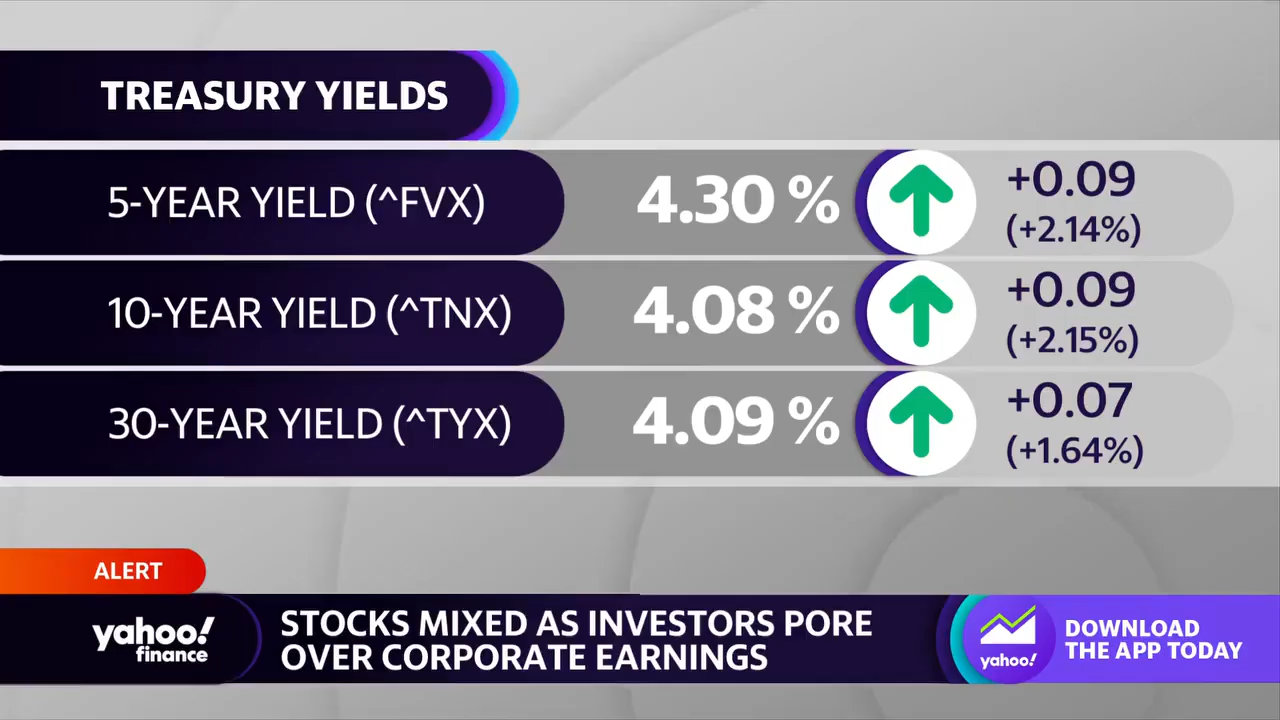 TREASURY YIELDS
5-YEAR YIELD (^FVX) 4.30 % +0.09
(+2.14%)
10-YEAR YIELD (^TNX) 4.08 % +0.09
(+2.15%)
30-YEAR YIELD (^TYX) 4.09 % +0.07
(+1.64%)
ALERT
yahoo!
finance
STOCKS MIXED AS INVESTORS PORE
OVER CORPORATE EARNINGS
yahoo!
DOWNLOAD
THE APP TODAY